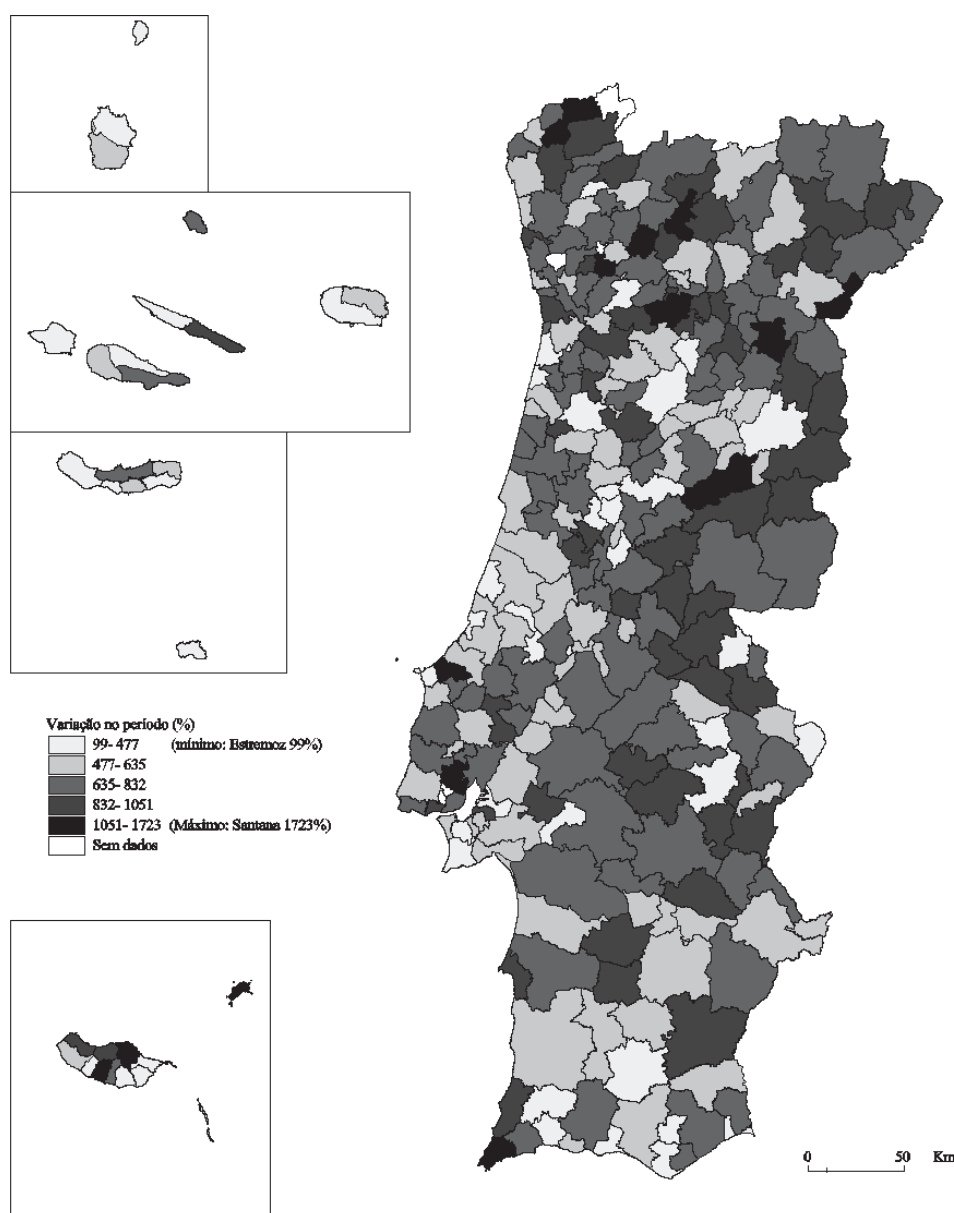 Variação no período (%)
99- 477 (mínimo: Estremoz 99%)
477- 635
635- 832
832- 1051
1051- 1723 (Máximo: Santana 1723%)
Sem dados
0 50 Km